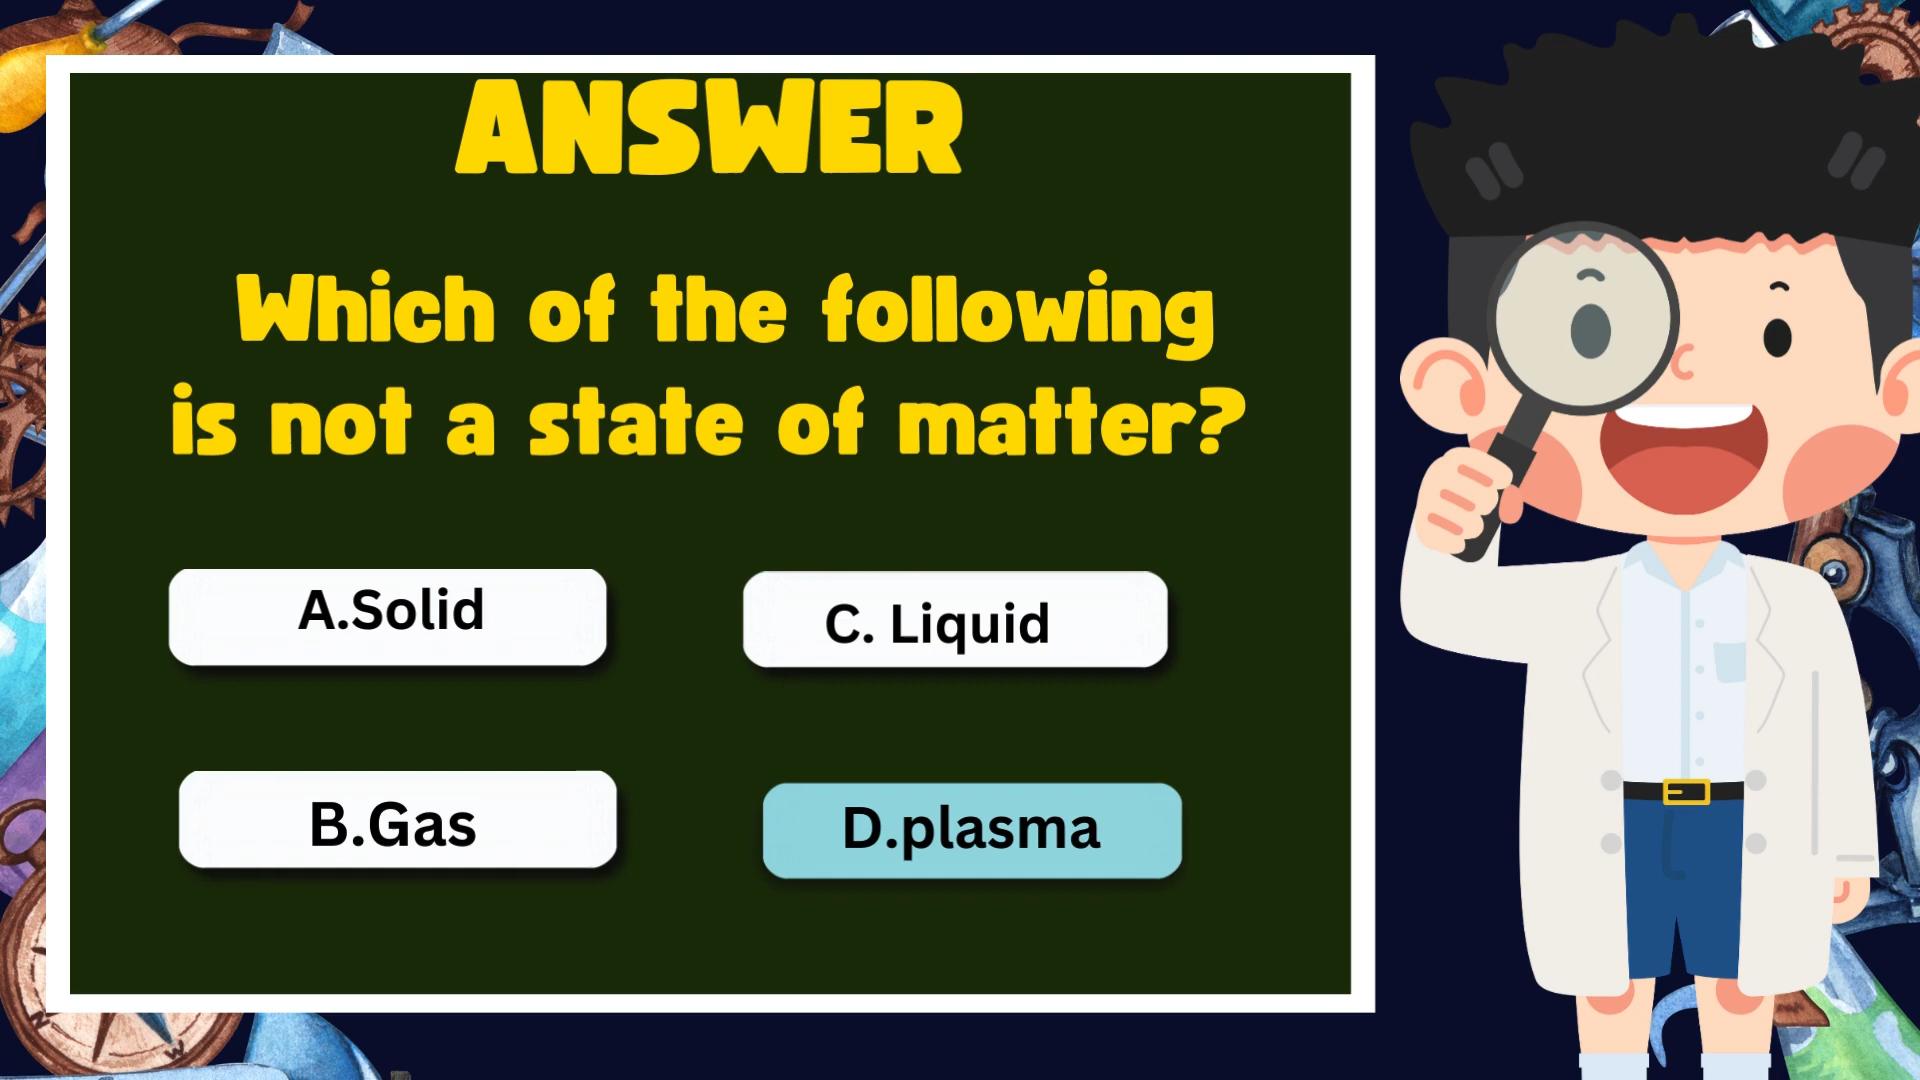 ANSWER
Which of the following
is not a state of matter?
A.Solid
C. Liquid
B.Gas
D.plasma
N
W